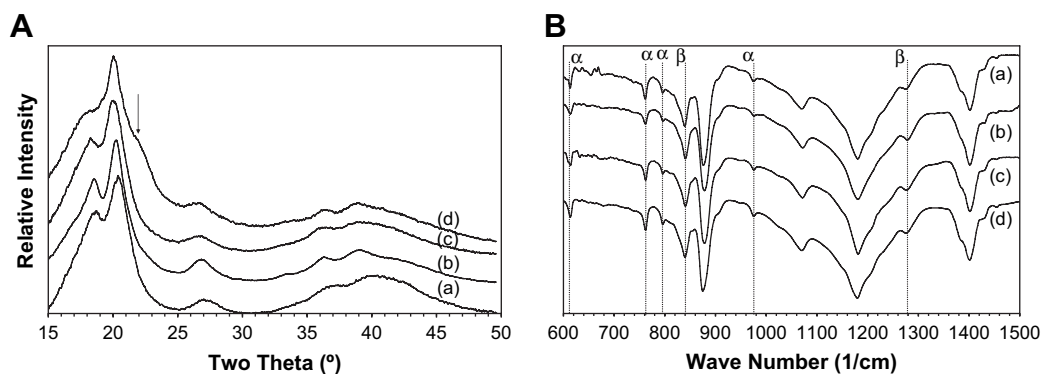 A
Relative Intensity
(d)
(c)
(b)
(a)
15 20 25 30 35 40 45 50
Two Theta (º)
B
α α α β α β
(a)
(b)
(c)
(d)
600 700 800 900 1000 1100 1200 1300 1400 1500
Wave Number (1/cm)